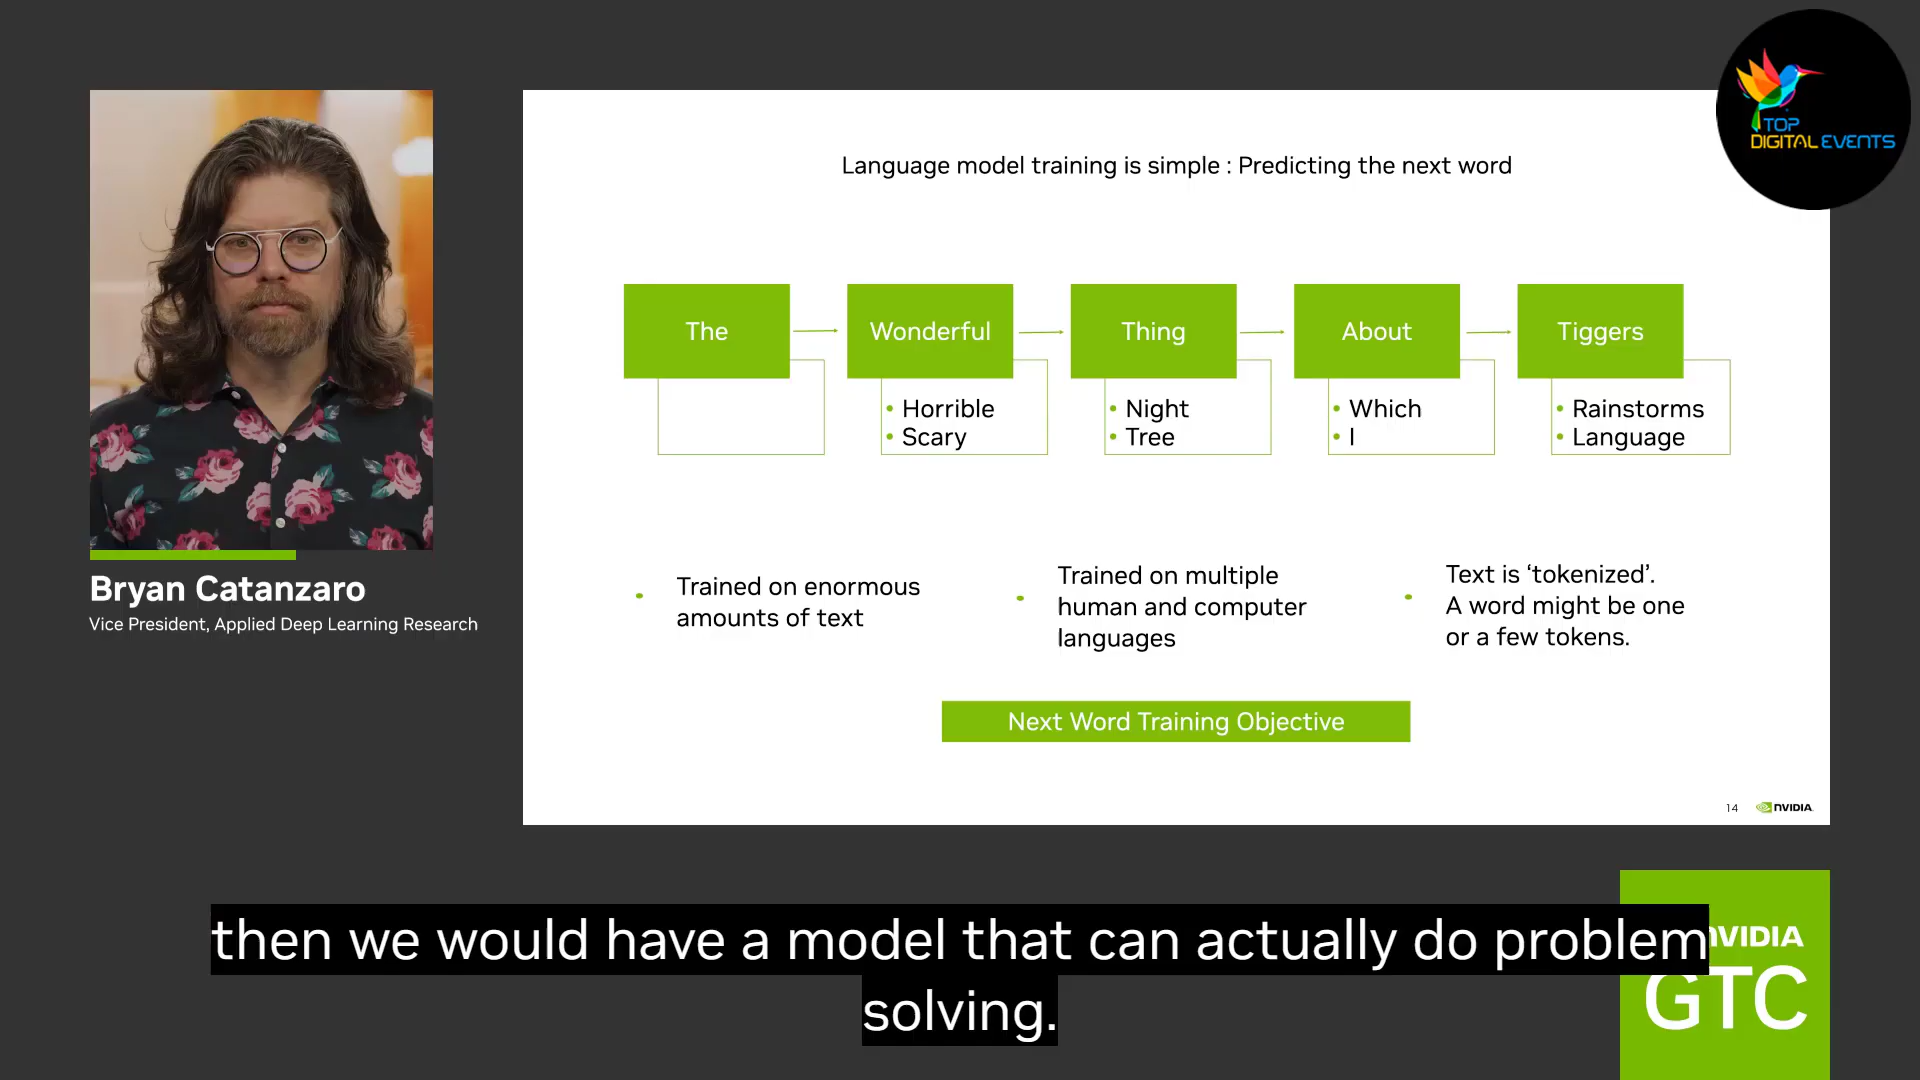 TOP
DIGITAL EVENTS
Language model training is simple : Predicting the next word
The
Wonderful
Thing
About
Tiggers
• Horrible
• Scary
• Night
• Tree
• Which
• I
• Rainstorms
• Language
• Trained on enormous
amounts of text
• Trained on multiple
human and computer
languages
• Text is ‘tokenized’.
A word might be one
or a few tokens.
Next Word Training Objective
14
NVIDIA
Bryan Catanzaro
Vice President, Applied Deep Learning Research
then we would have a model that can actually do problem
solving.
NVIDIA
GTC